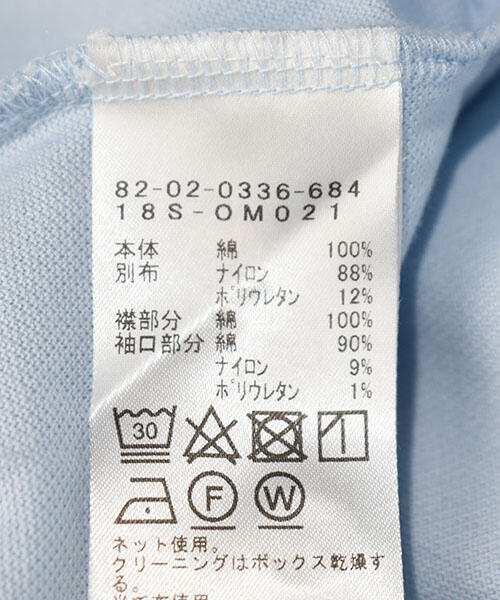 82-02-0336-684
18S-OM021
本体 綿 100%
別布 ナイロン 88%
ポリウレタン 12%
襟部分 綿 100%
袖口部分 綿 90%
ナイロン 9%
ポリウレタン 1%
30
F W
ネット使用。
クリーニングはボックス乾燥す
る。